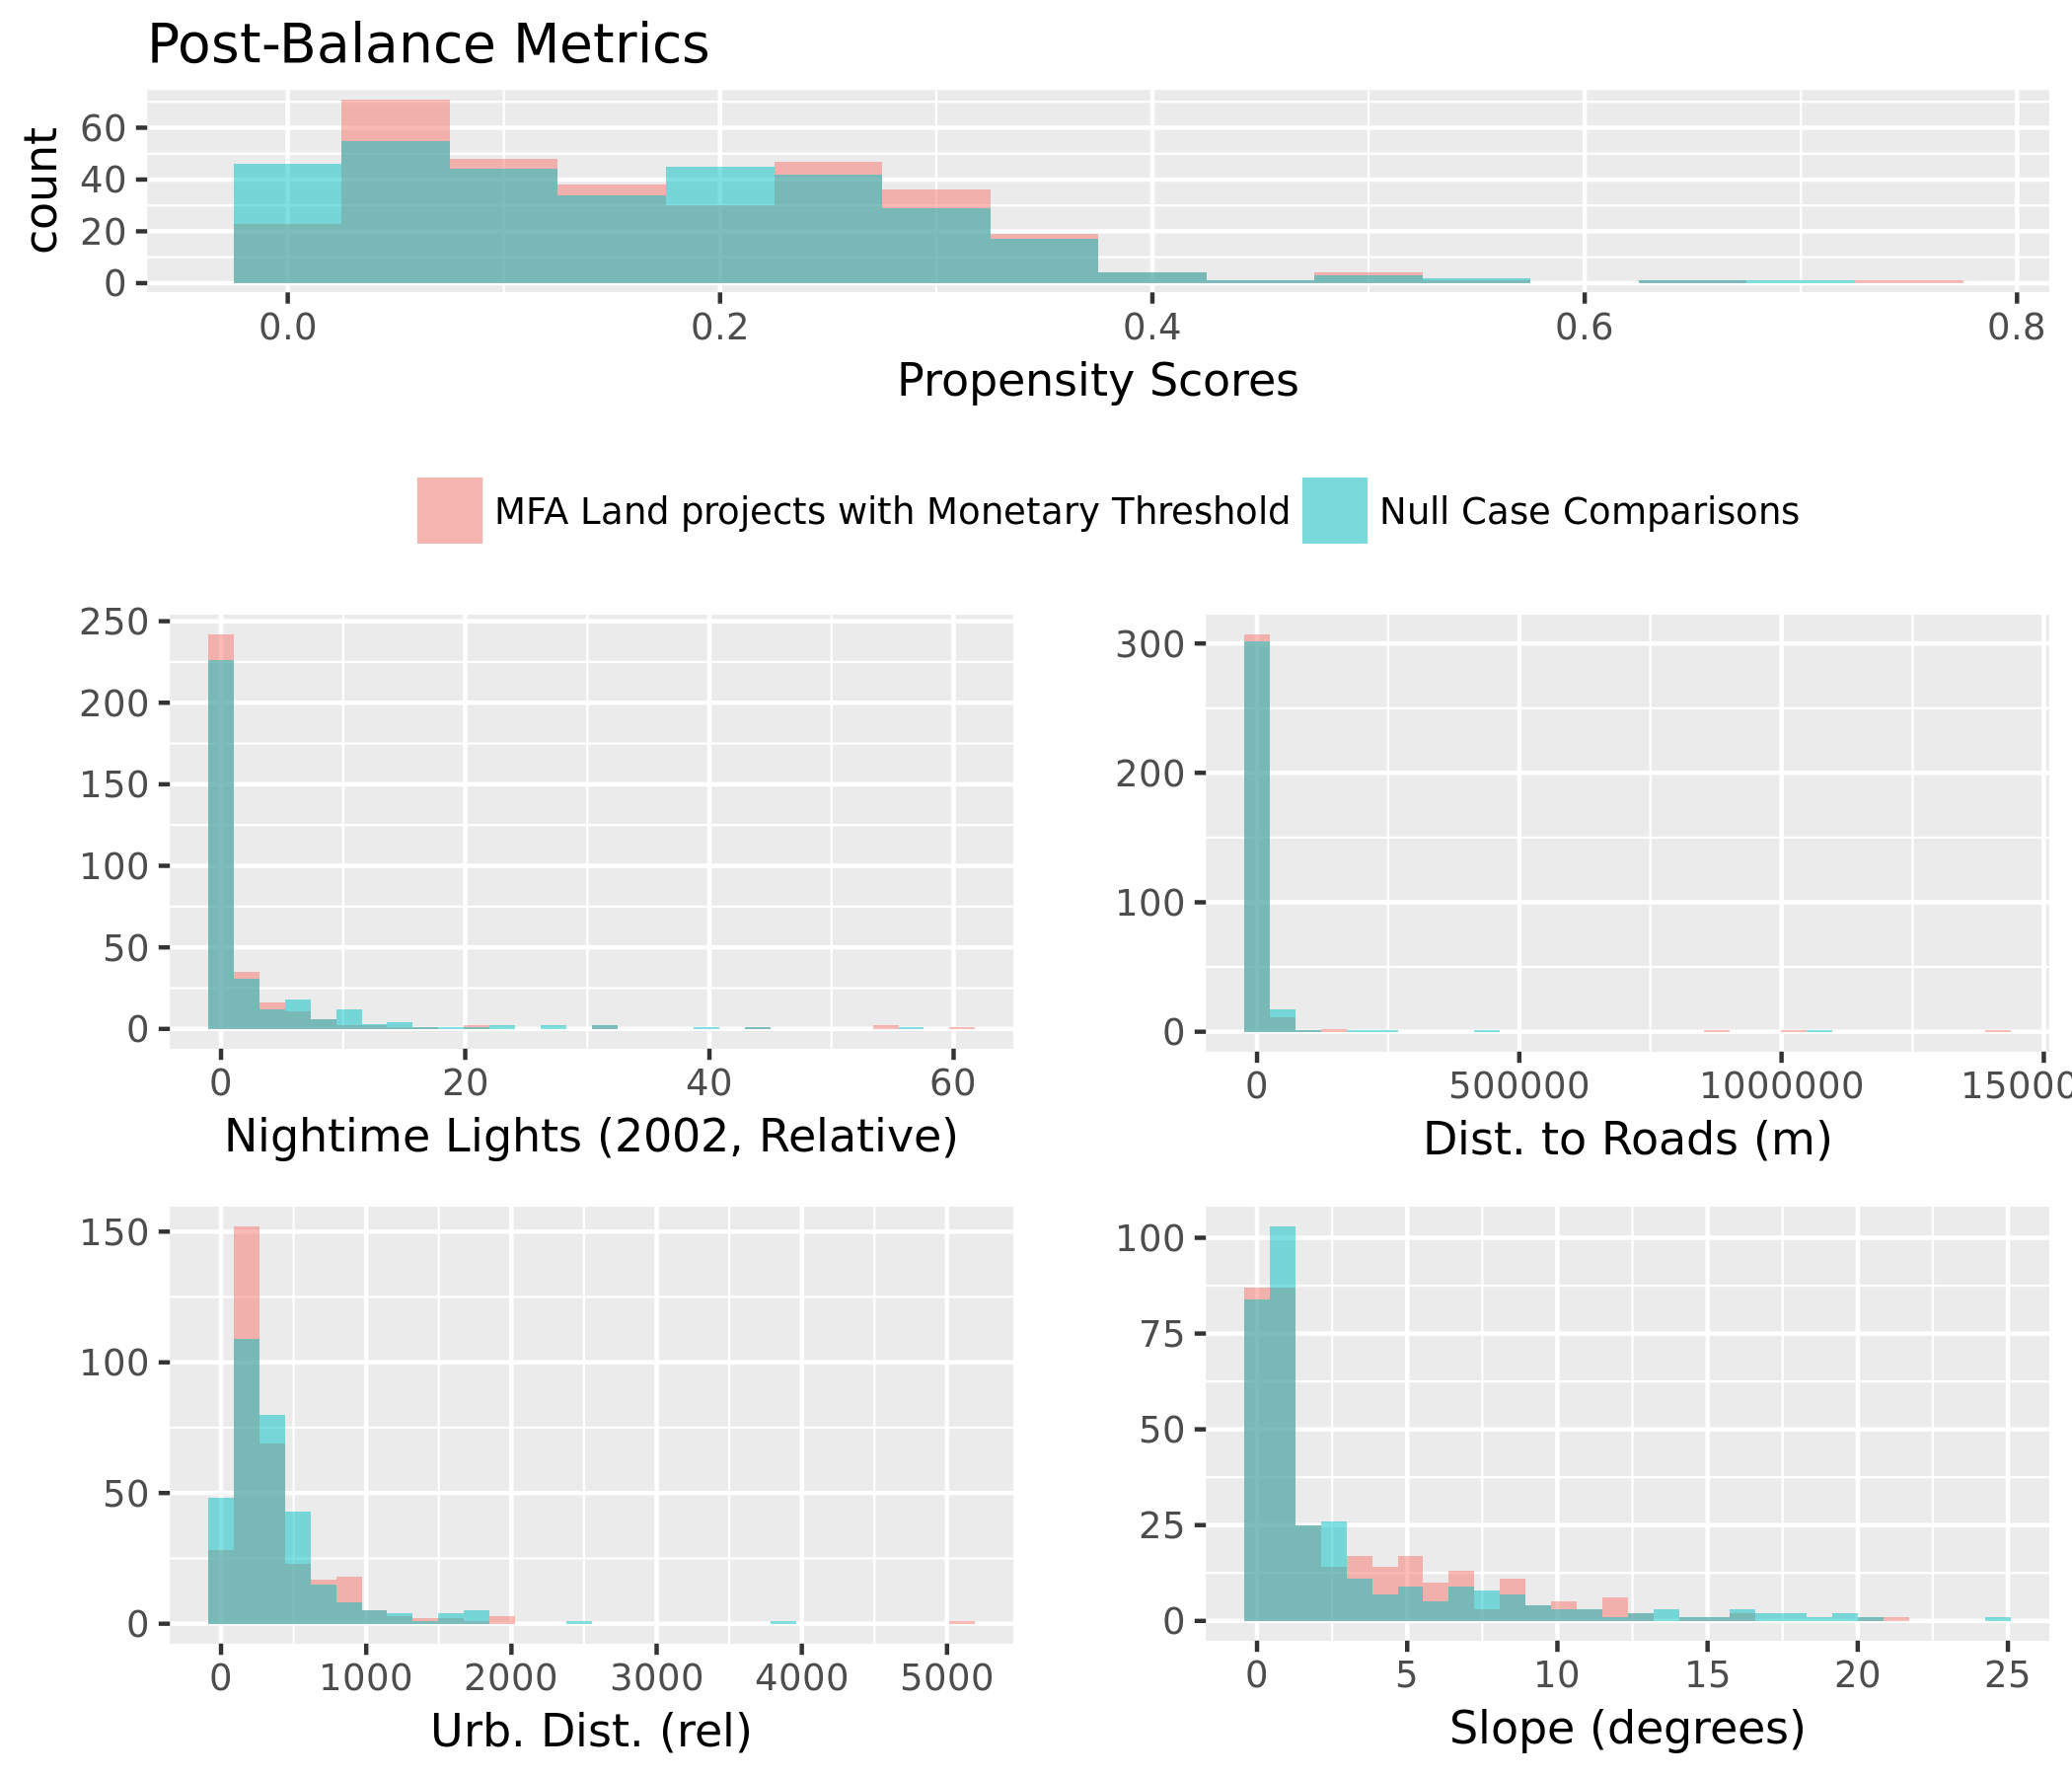 Post-Balance Metrics
count
60
40
20
0
0.0 0.2 0.4 0.6 0.8
Propensity Scores
MFA Land projects with Monetary Threshold Null Case Comparisons
250
200
150
100
50
0
0 20 40 60
Nightime Lights (2002, Relative)
300
200
100
0
0 500000 1000000 15000
Dist. to Roads (m)
150
100
50
0
0 1000 2000 3000 4000 5000
Urb. Dist. (rel)
100
75
50
25
0
0 5 10 15 20 25
Slope (degrees)